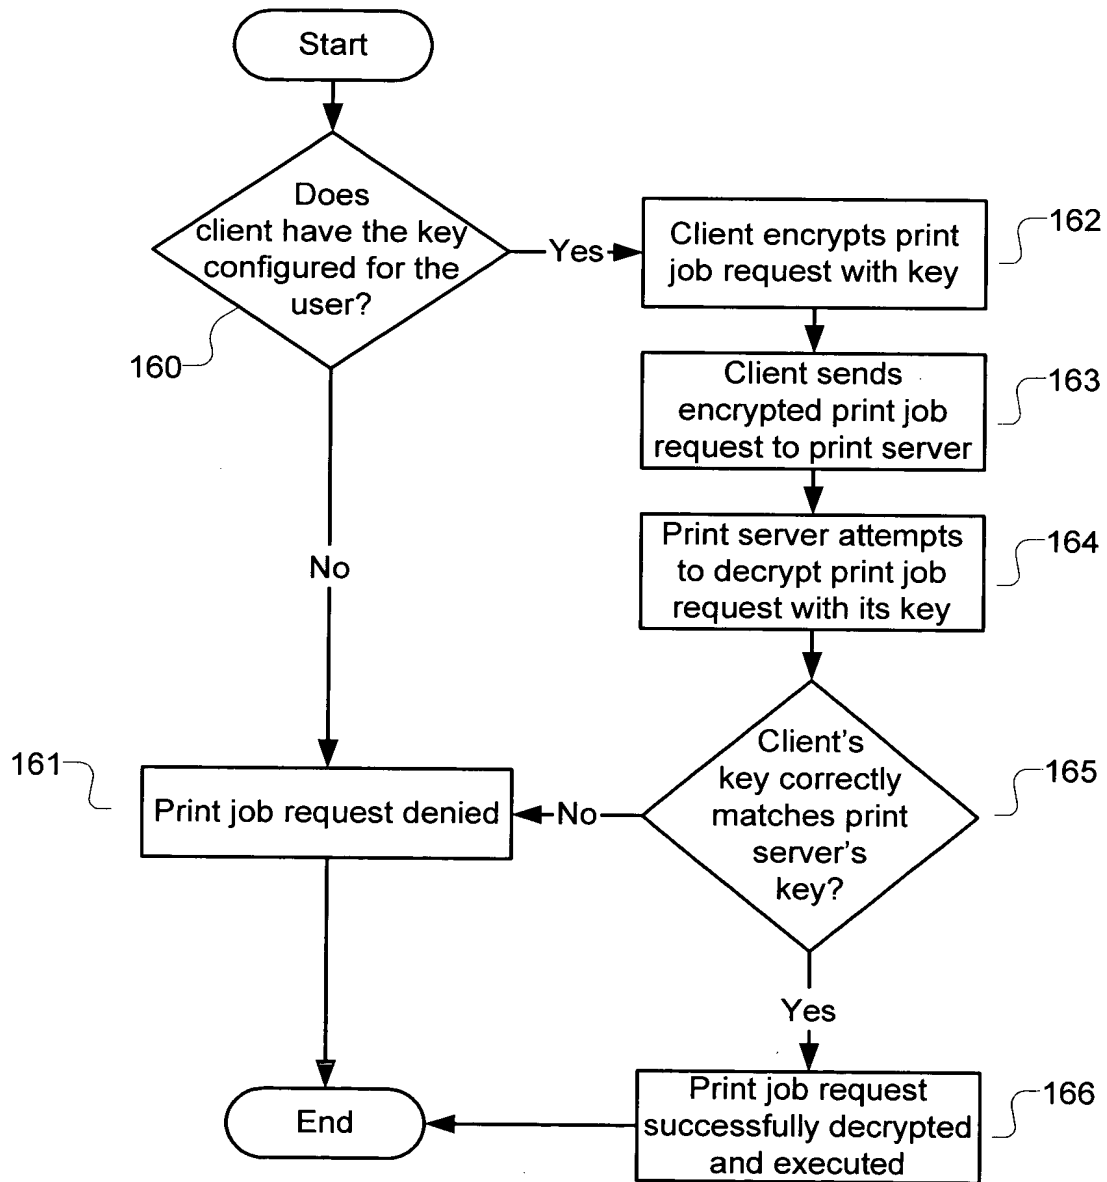 Start
Does
client have the key
configured for the
user?
160
Yes
No
Client encrypts print
job request with key
162
Client sends
encrypted print job
request to print server
163
Print server attempts
to decrypt print job
request with its key
164
Client's
key correctly
matches print
server's
key?
165
No
Yes
161
Print job request denied
Print job request
successfully decrypted
and executed
166
End